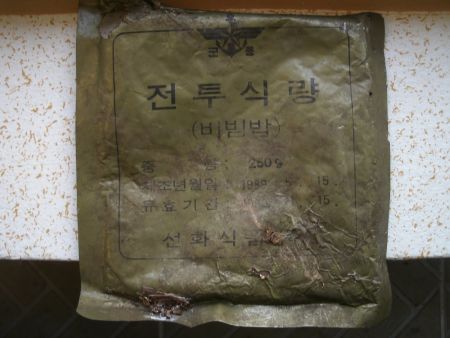 군 용
전투식량
(비빔밥)
중 량 : 250g
제조년월일 : 1989. 5. 15.
유효기간 : 15.
선화식품